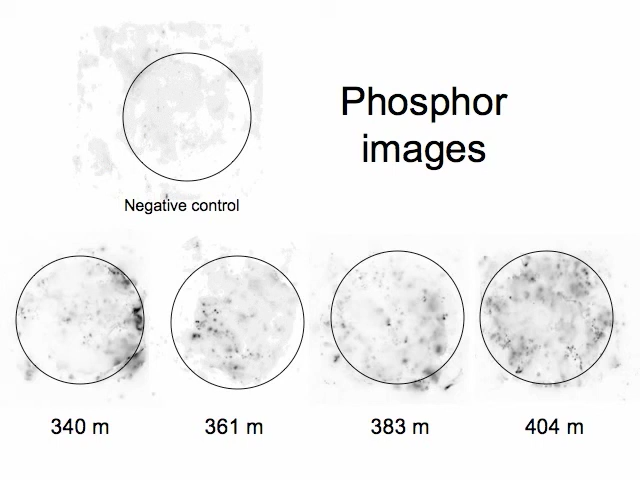 Phosphor
images
Negative control
340 m
361 m
383 m
404 m